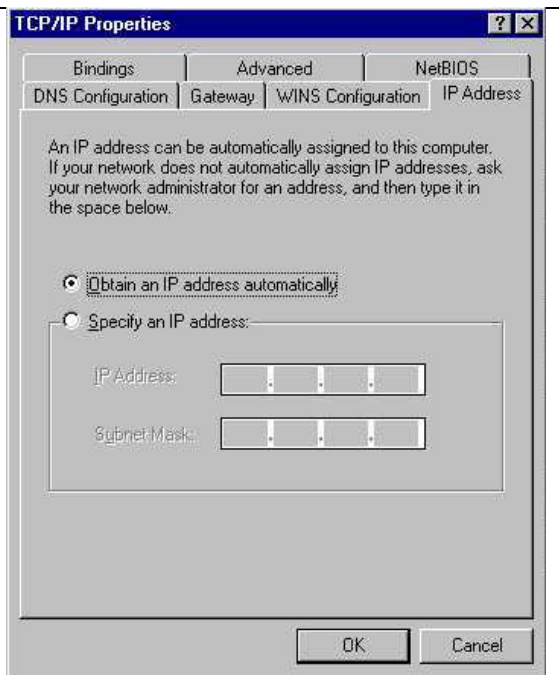 TCP/IP Properties
Bindings Advanced NetBIOS
DNS Configuration Gateway WINS Configuration IP Address
An IP address can be automatically assigned to this computer.
If your network does not automatically assign IP addresses, ask
your network administrator for an address, and then type it in
the space below.
Obtain an IP address automatically
Specify an IP address:
IP Address:
. . .
Subnet Mask:
. . .
OK Cancel